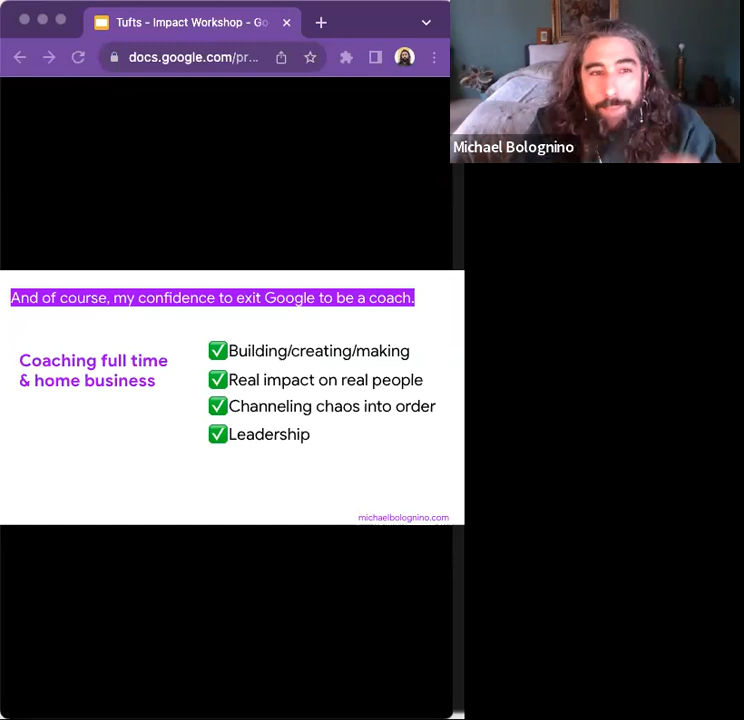 Tufts - Impact Workshop - Go
docs.google.com/pr...
Michael Bolognino
And of course, my confidence to exit Google to be a coach.
Coaching full time
& home business
✅Building/creating/making
✅Real impact on real people
✅Channeling chaos into order
✅Leadership
michaelbolognino.com